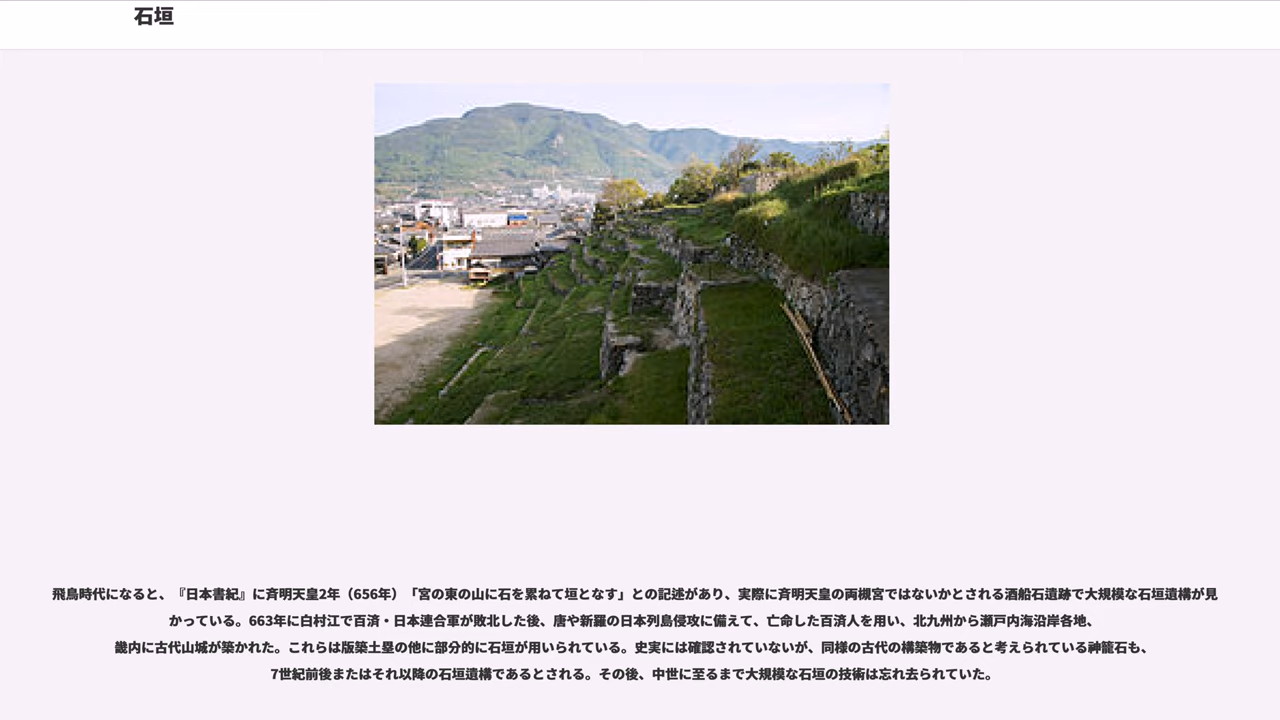 石垣
飛鳥時代になると、『日本書紀』に斉明天皇2年（656年）「宮の東の山に石を累ねて垣となす」との記述があり、実際に斉明天皇の両槻宮ではないかとされる酒船石遺跡で大規模な石垣遺構が見
かっている。663年に白村江で百済・日本連合軍が敗北した後、唐や新羅の日本列島侵攻に備えて、亡命した百済人を用い、北九州から瀬戸内海沿岸各地、
畿内に古代山城が築かれた。これらは版築土塁の他に部分的に石垣が用いられている。史実には確認されていないが、同様の古代の構築物であると考えられている神籠石も、
7世紀前後またはそれ以降の石垣遺構であるとされる。その後、中世に至るまで大規模な石垣の技術は忘れ去られていた。